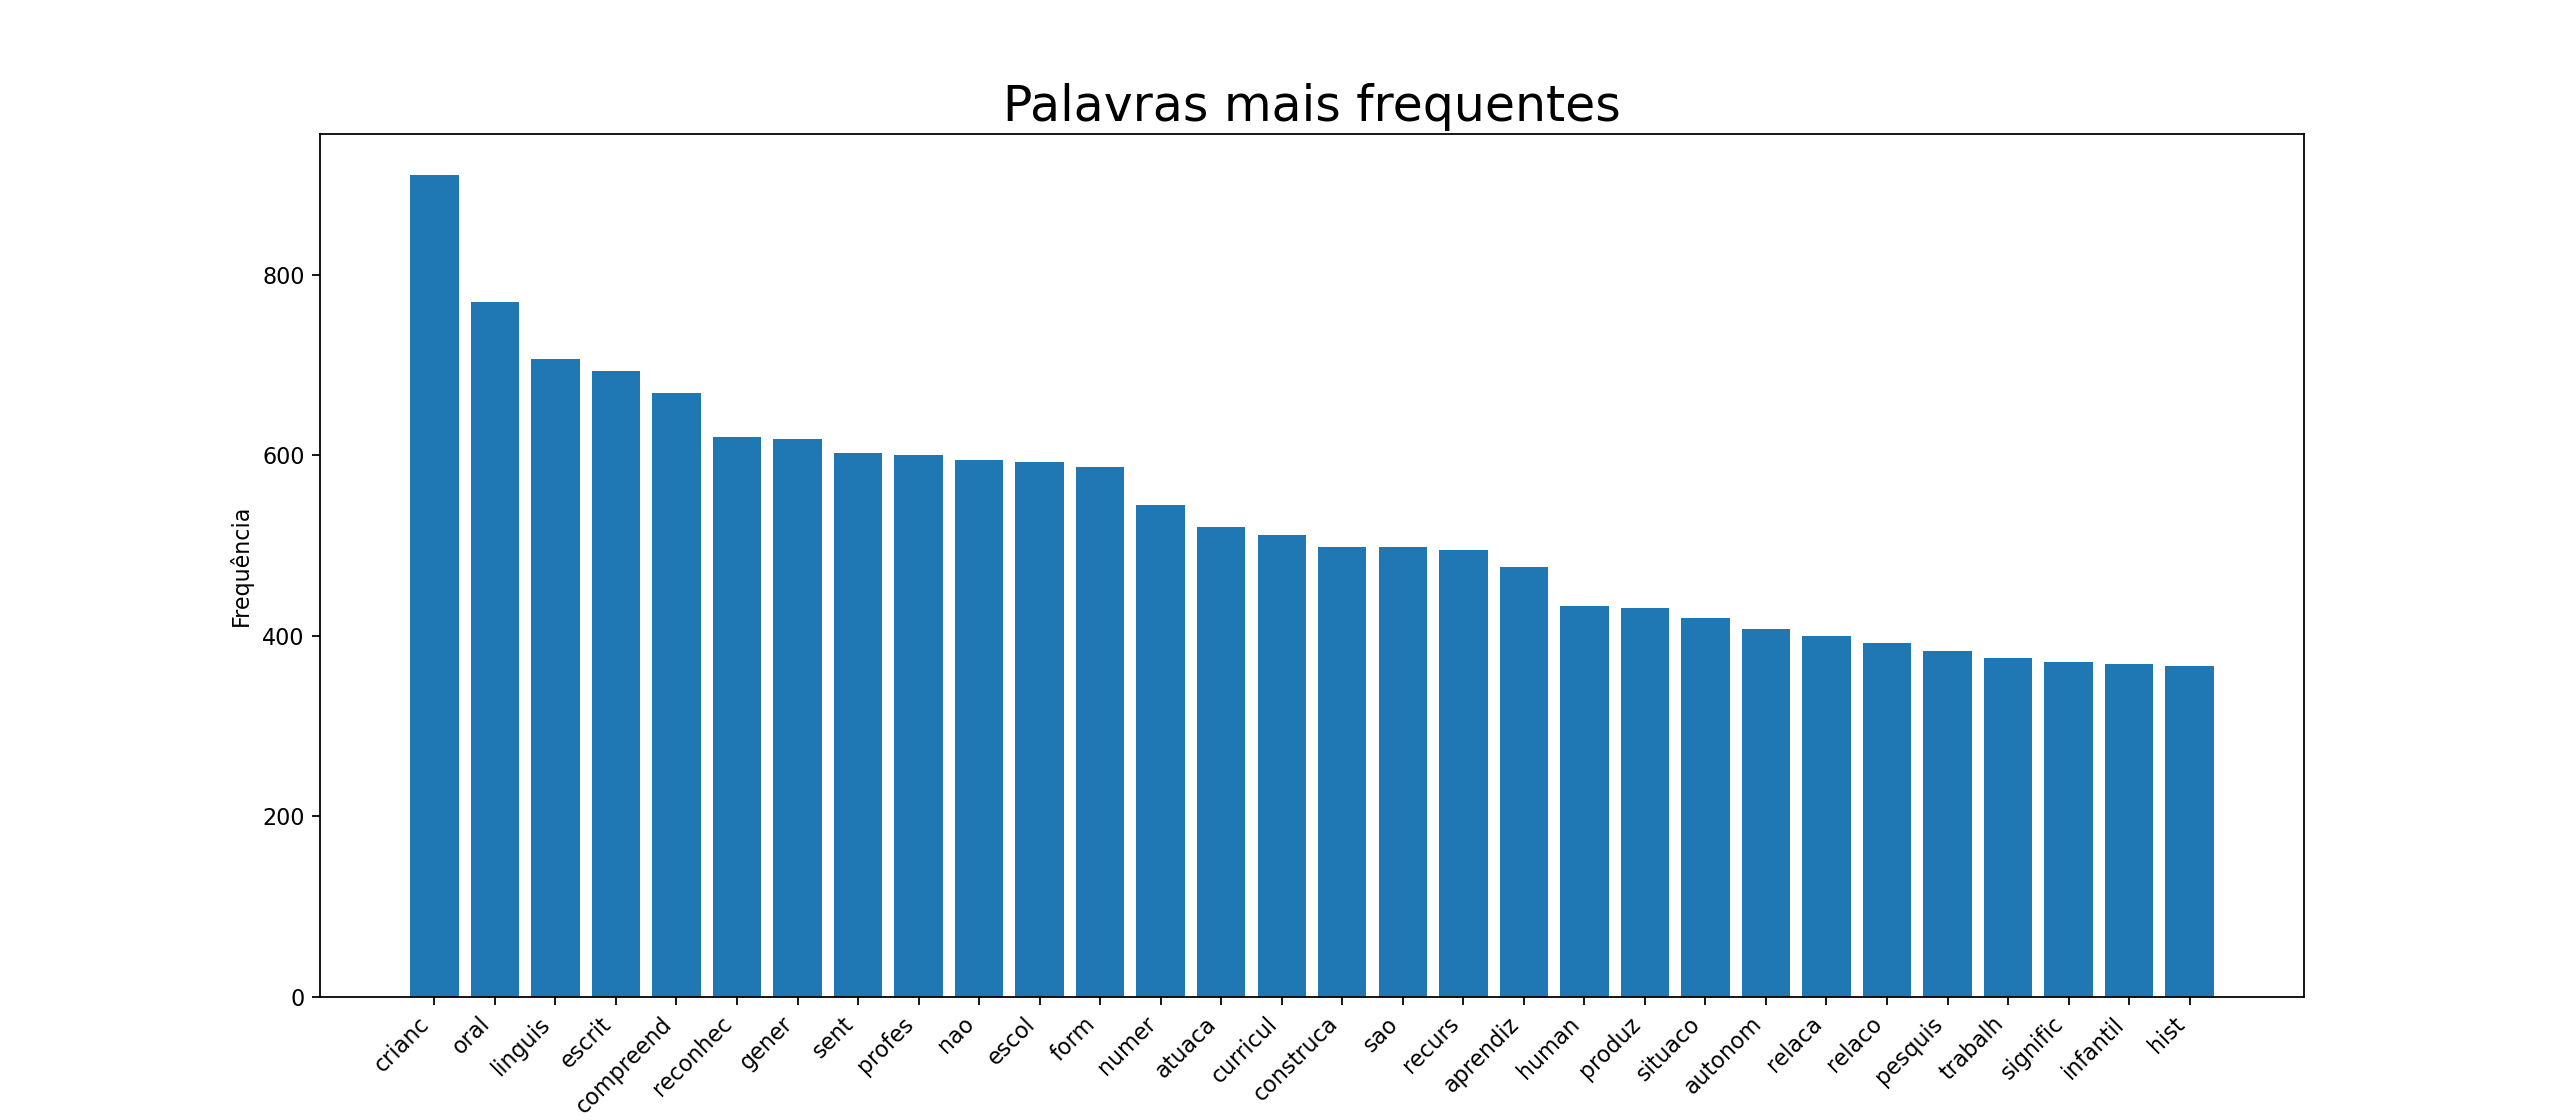 Palavras mais frequentes
Frequência
800
600
400
200
0
crianc
oral
linguis
escrit
compreend
reconhec
gener
sent
profes
nao
escol
form
numer
atuaca
curricul
construca
sao
recurs
aprendiz
human
produz
situaco
autonom
relaca
relaco
pesquis
trabalh
signific
infantil
hist